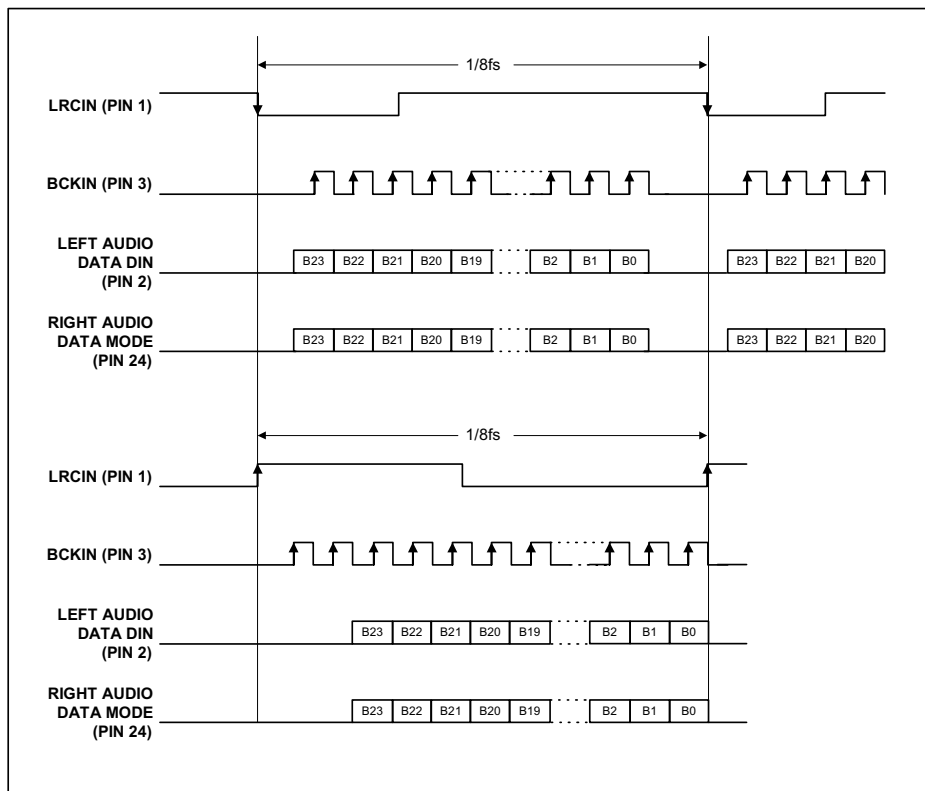 1/8fs
LRCIN (PIN 1)
BCKIN (PIN 3)
LEFT AUDIO
DATA DIN
(PIN 2)
B23 B22 B21 B20 B19 B2 B1 B0 B23 B22 B21 B20
RIGHT AUDIO
DATA MODE
(PIN 24)
B23 B22 B21 B20 B19 B2 B1 B0 B23 B22 B21 B20
1/8fs
LRCIN (PIN 1)
BCKIN (PIN 3)
LEFT AUDIO
DATA DIN
(PIN 2)
B23 B22 B21 B20 B19 B2 B1 B0
RIGHT AUDIO
DATA MODE
(PIN 24)
B23 B22 B21 B20 B19 B2 B1 B0